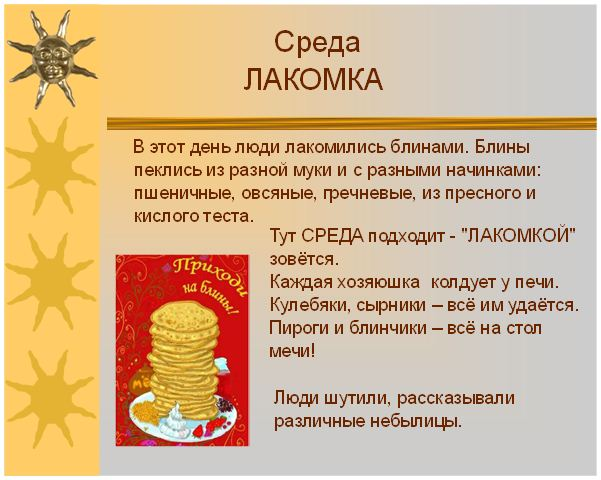 Среда
ЛАКОМКА
В этот день люди лакомились блинами. Блины
пеклись из разной муки и с разными начинками:
пшеничные, овсяные, гречневые, из пресного и
кислого теста.
Тут СРЕДА подходит - "ЛАКОМКОЙ"
зовётся.
Каждая хозяюшка колдует у печи.
Кулебяки, сырники – всё им удаётся.
Пироги и блинчики – всё на стол
мечи!
Приходи
на блины!
Люди шутили, рассказывали
различные небылицы.